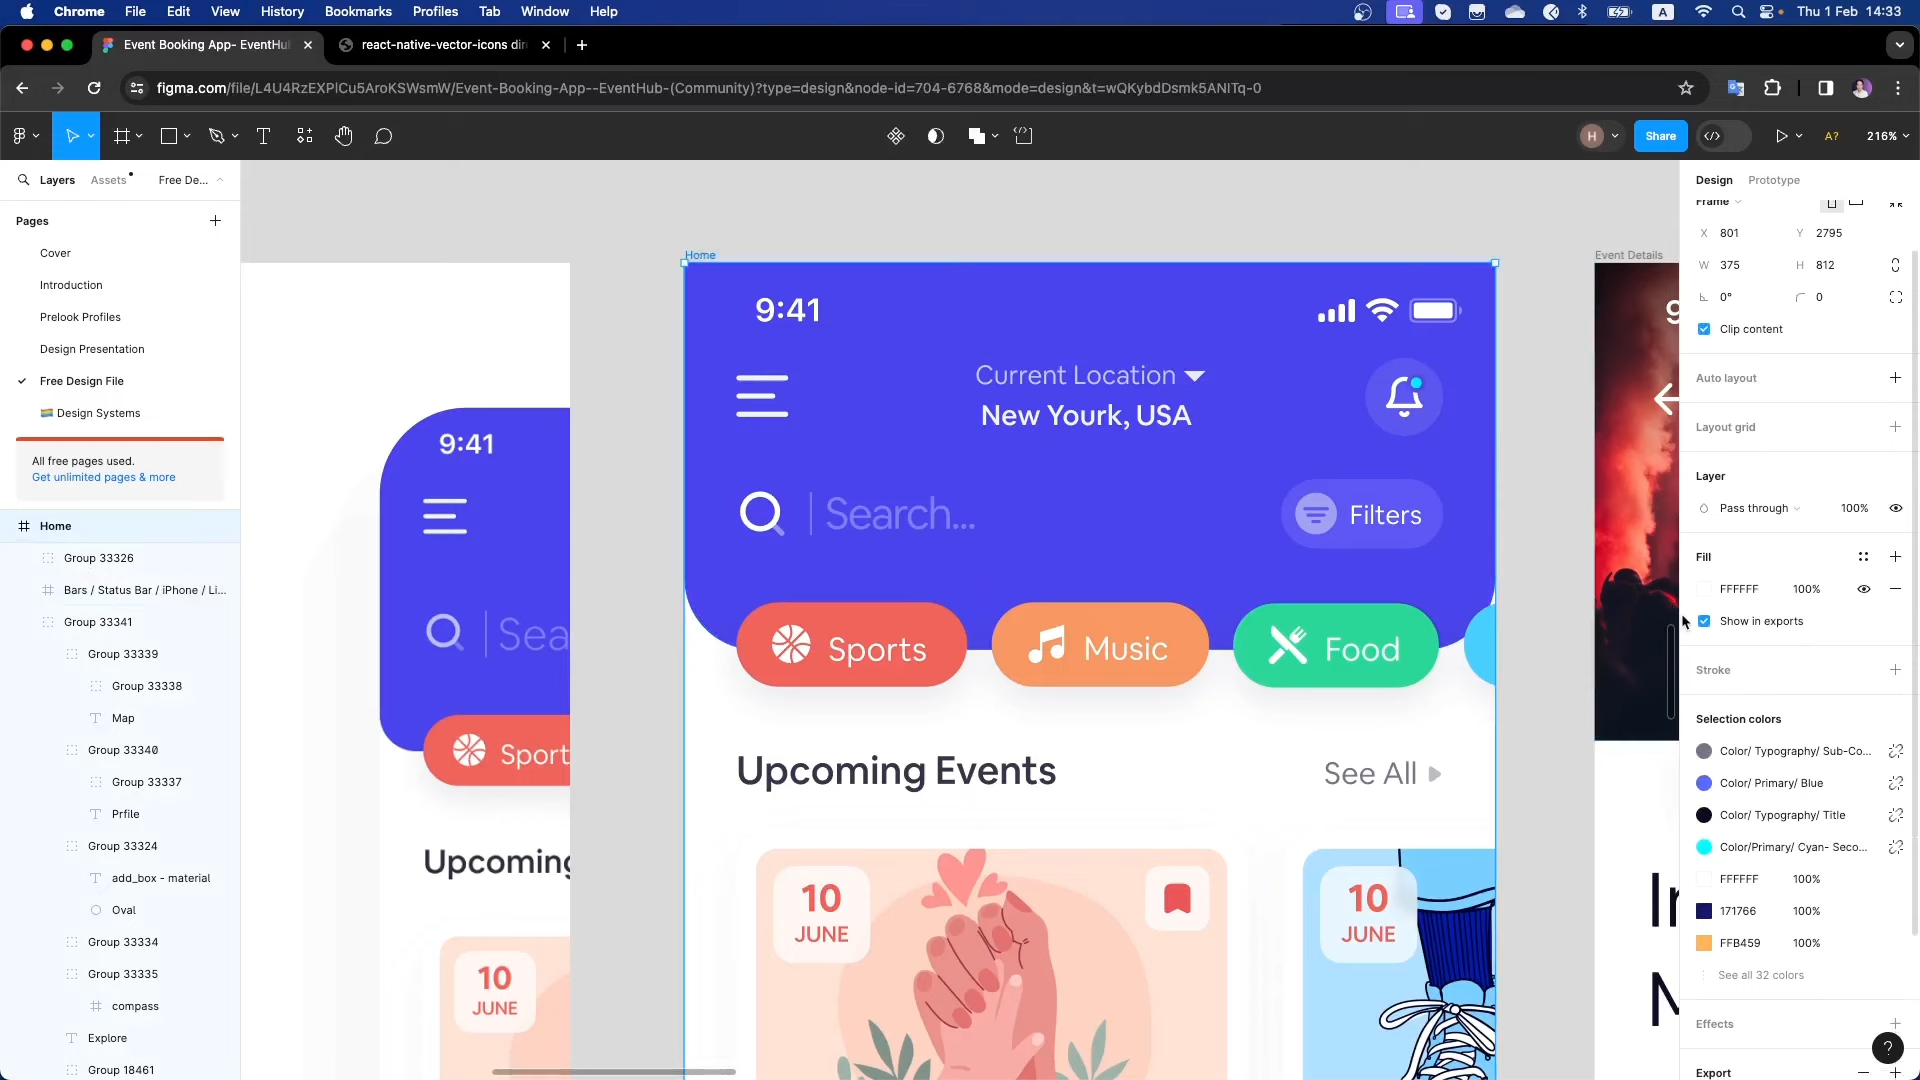 Chrome File Edit View History Bookmarks Profiles Tab Window Help
A Thu 1 Feb 14:33
Event Booking App- EventHu
react-native-vector-icons dir
figma.com/file/L4U4RzEXPlCu5AroKSWsmW/Event-Booking-App--EventHub-(Community)?type=design&node-id=704-6768&mode=design&t=wQKybdDsmk5ANlTq-0
H Share A? 216%
Layers Assets Free De...
Pages
Cover
Introduction
Prelook Profiles
Design Presentation
Free Design File
Design Systems
All free pages used.
Get unlimited pages & more
Home
Group 33326
Bars / Status Bar / iPhone / Li...
Group 33341
Group 33339
Group 33338
Map
Group 33340
Group 33337
Prfile
Group 33324
add_box - material
Oval
Group 33334
Group 33335
compass
Explore
Group 18461
9:41
Sea
Sport
Upcoming
10
JUNE
Home
9:41
Current Location
New Yourk, USA
Search...
Filters
Sports
Music
Food
Upcoming Events
See All
10
JUNE
10
JUNE
Event Details
9
In
M
Design Prototype
Frame
X 801 Y 2795
W 375 H 812
0° 0
Clip content
Auto layout
Layout grid
Layer
Pass through 100%
Fill
FFFFFF 100%
Show in exports
Stroke
Selection colors
Color/ Typography/ Sub-Co...
Color/ Primary/ Blue
Color/ Typography/ Title
Color/Primary/ Cyan- Seco...
FFFFFF 100%
171766 100%
FFB459 100%
See all 32 colors
Effects
?
Export